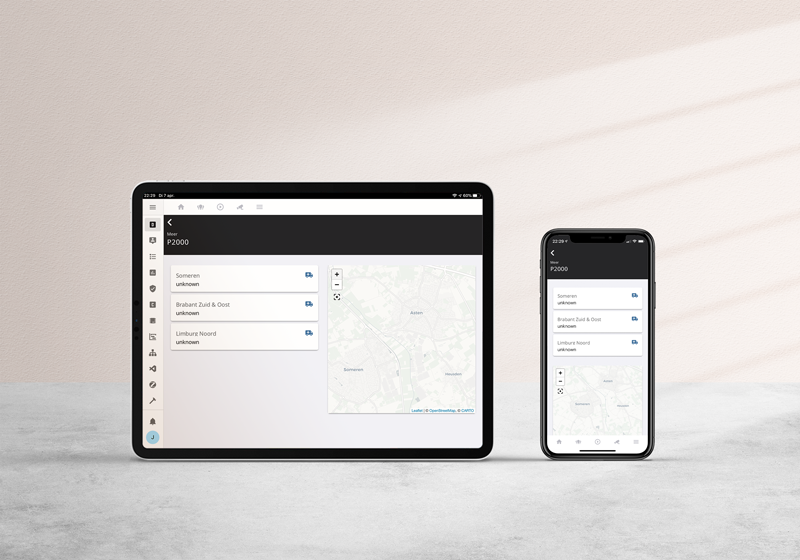 22:29 Di 7 apr.
60%
Meer
P2000
Someren
unknown
Brabant Zuid & Oost
unknown
Limburg Noord
unknown
+
−
Asten
Someren
Leaflet | © OpenStreetMap, © CARTO
J
22:29
Meer
P2000
Someren
unknown
Brabant Zuid & Oost
unknown
Limburg Noord
unknown
+
−